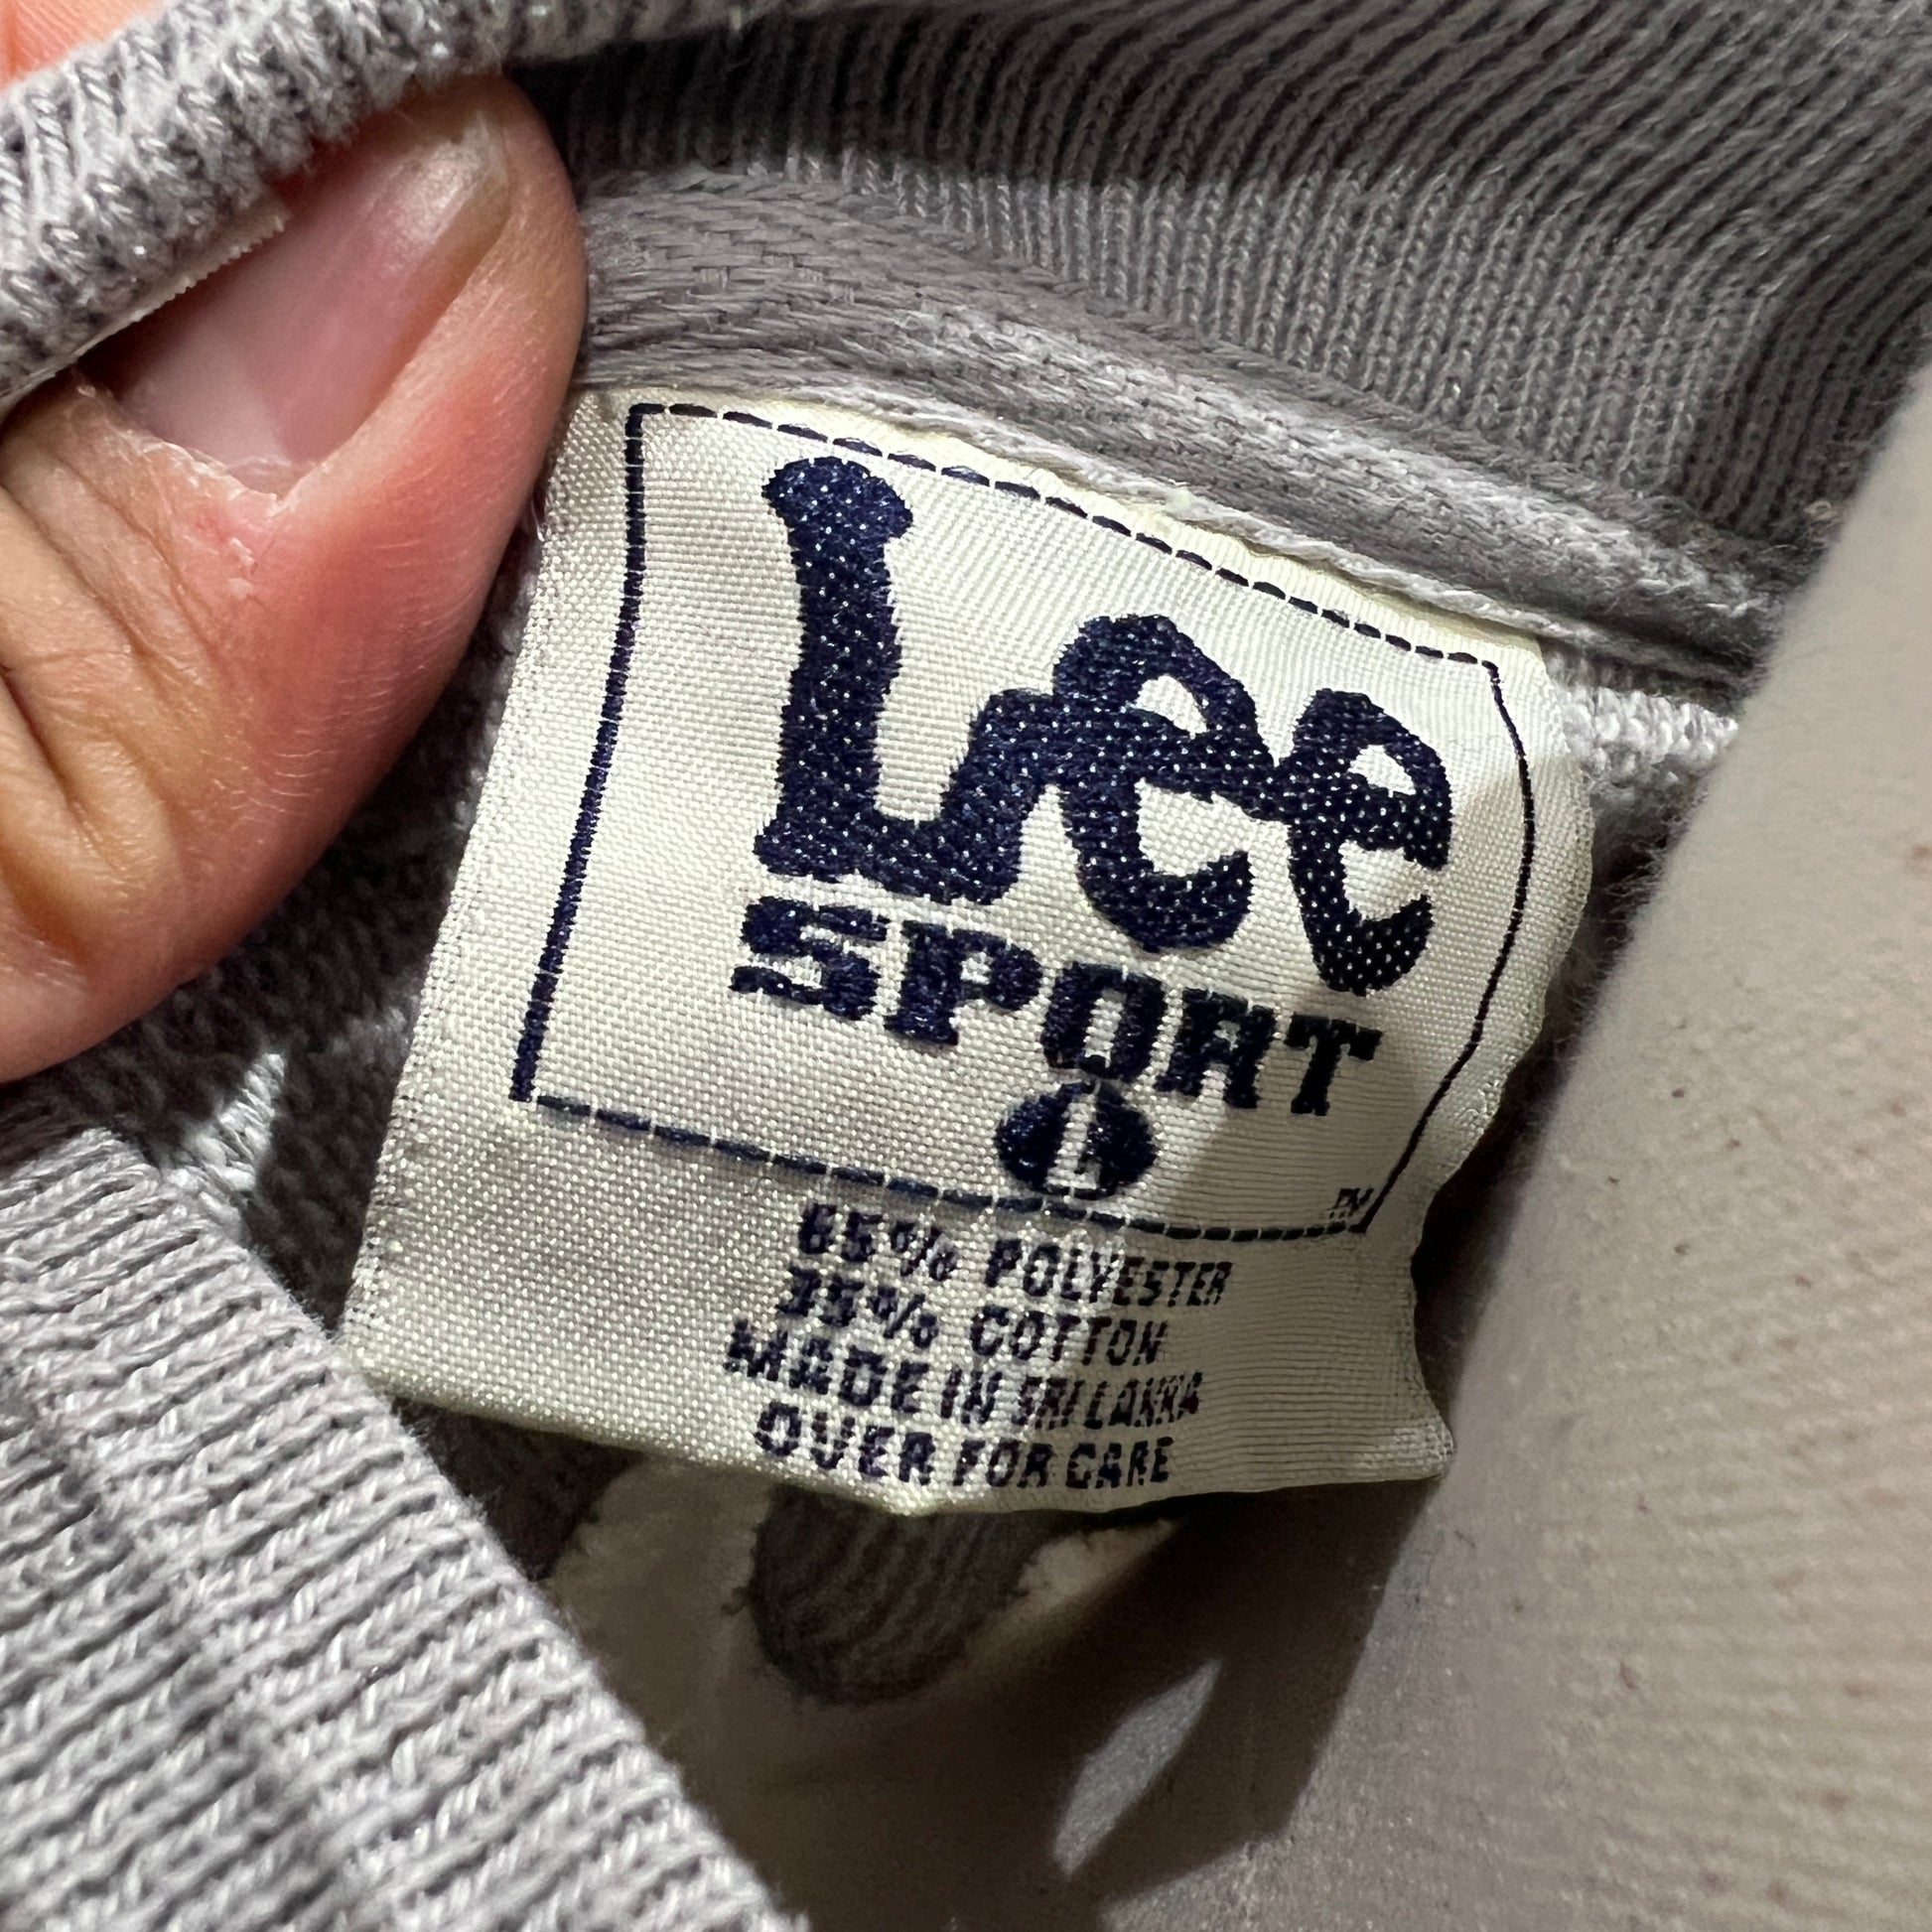 Lee
SPORT
L
TM
65% POLYESTER
35% COTTON
MADE IN SRI LANKA
OVER FOR CARE